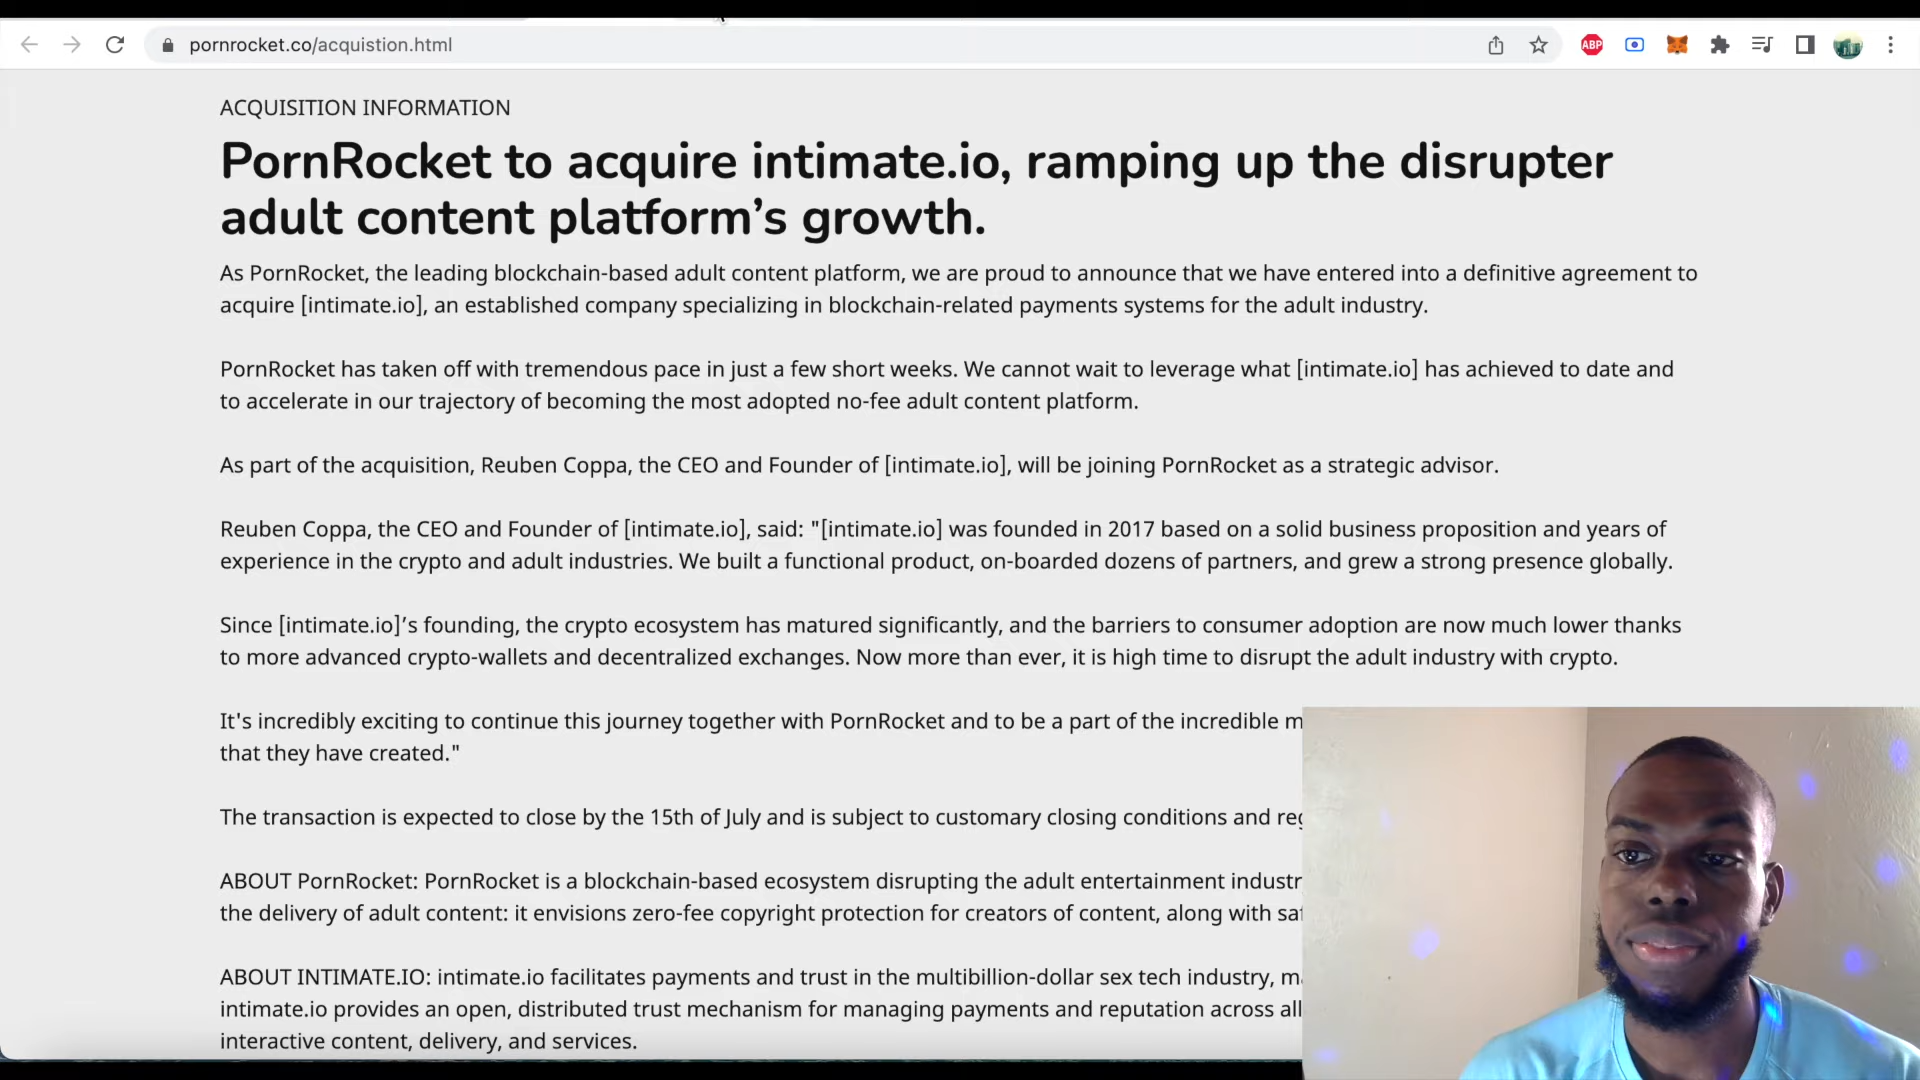 pornrocket.co/acquistion.html
ABP
ACQUISITION INFORMATION
PornRocket to acquire intimate.io, ramping up the disrupter
adult content platform’s growth.
As PornRocket, the leading blockchain-based adult content platform, we are proud to announce that we have entered into a definitive agreement to
acquire [intimate.io], an established company specializing in blockchain-related payments systems for the adult industry.
PornRocket has taken off with tremendous pace in just a few short weeks. We cannot wait to leverage what [intimate.io] has achieved to date and
to accelerate in our trajectory of becoming the most adopted no-fee adult content platform.
As part of the acquisition, Reuben Coppa, the CEO and Founder of [intimate.io], will be joining PornRocket as a strategic advisor.
Reuben Coppa, the CEO and Founder of [intimate.io], said: "[intimate.io] was founded in 2017 based on a solid business proposition and years of
experience in the crypto and adult industries. We built a functional product, on-boarded dozens of partners, and grew a strong presence globally.
Since [intimate.io]’s founding, the crypto ecosystem has matured significantly, and the barriers to consumer adoption are now much lower thanks
to more advanced crypto-wallets and decentralized exchanges. Now more than ever, it is high time to disrupt the adult industry with crypto.
It's incredibly exciting to continue this journey together with PornRocket and to be a part of the incredible
that they have created."
The transaction is expected to close by the 15th of July and is subject to customary closing conditions and
ABOUT PornRocket: PornRocket is a blockchain-based ecosystem disrupting the adult entertainment
the delivery of adult content: it envisions zero-fee copyright protection for creators of content, along with
ABOUT INTIMATE.IO: intimate.io facilitates payments and trust in the multibillion-dollar sex tech industry,
intimate.io provides an open, distributed trust mechanism for managing payments and reputation across all
interactive content, delivery, and services.